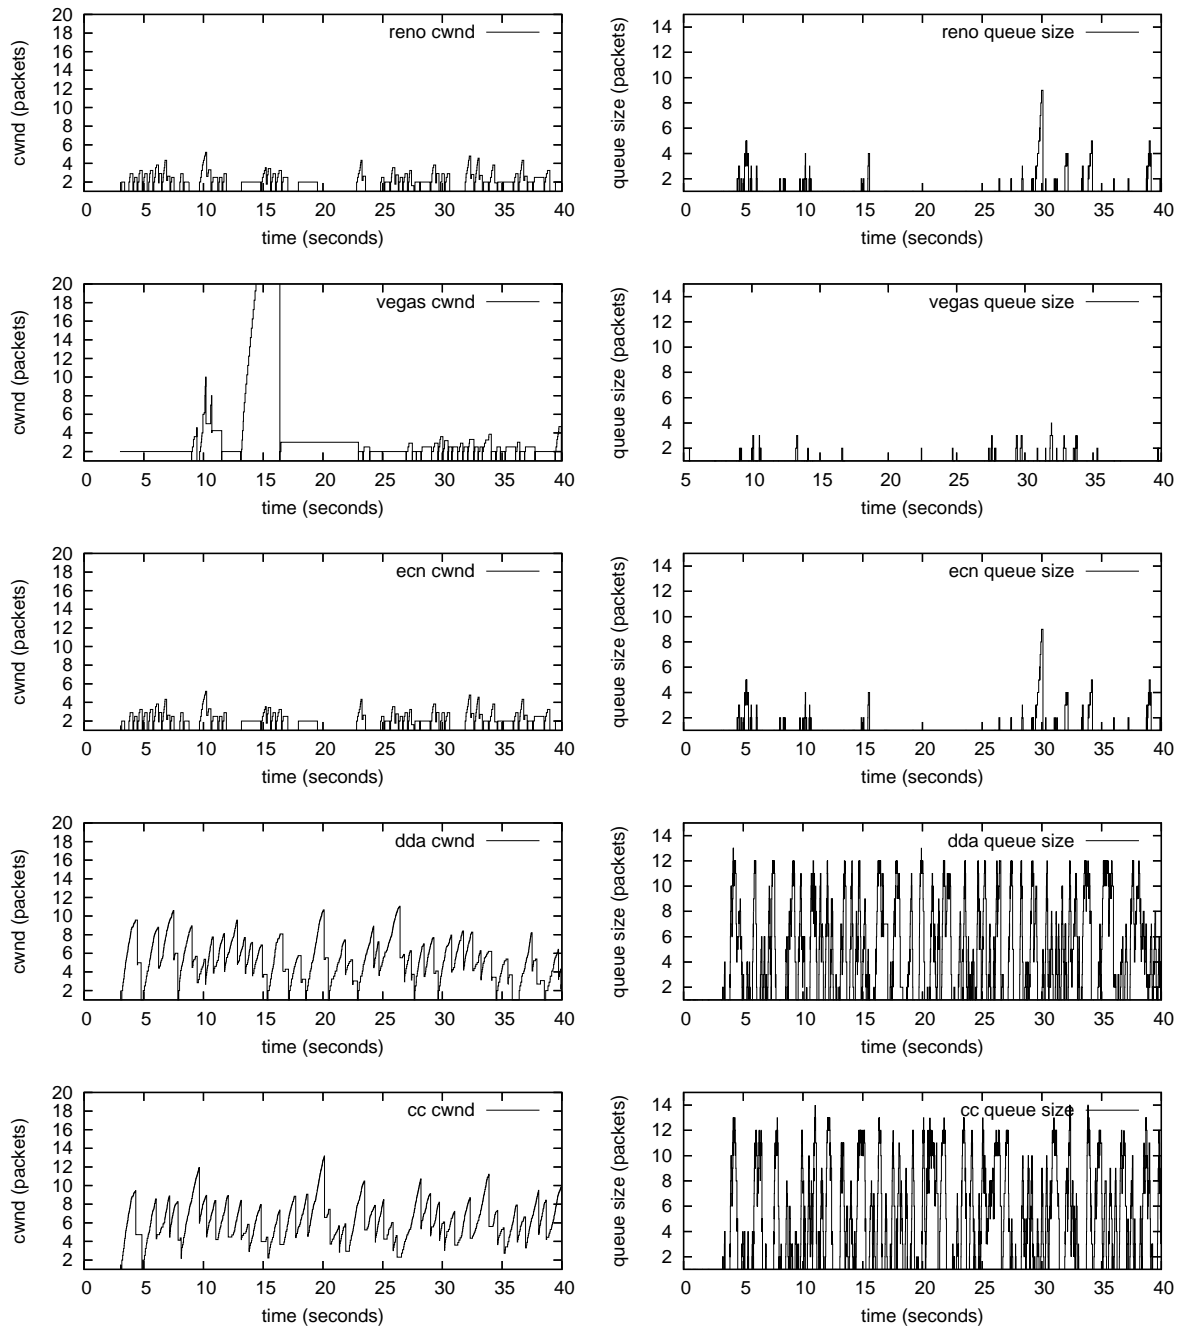 20
18
16
14
12
10
8
6
4
2
cwnd (packets)
reno cwnd
0 5 10 15 20 25 30 35 40
time (seconds)
14
12
10
8
6
4
2
queue size (packets)
reno queue size
0 5 10 15 20 25 30 35 40
time (seconds)
20
18
16
14
12
10
8
6
4
2
cwnd (packets)
vegas cwnd
0 5 10 15 20 25 30 35 40
time (seconds)
14
12
10
8
6
4
2
queue size (packets)
vegas queue size
5 10 15 20 25 30 35 40
time (seconds)
20
18
16
14
12
10
8
6
4
2
cwnd (packets)
ecn cwnd
0 5 10 15 20 25 30 35 40
time (seconds)
14
12
10
8
6
4
2
queue size (packets)
ecn queue size
0 5 10 15 20 25 30 35 40
time (seconds)
20
18
16
14
12
10
8
6
4
2
cwnd (packets)
dda cwnd
0 5 10 15 20 25 30 35 40
time (seconds)
14
12
10
8
6
4
2
queue size (packets)
dda queue size
0 5 10 15 20 25 30 35 40
time (seconds)
20
18
16
14
12
10
8
6
4
2
cwnd (packets)
cc cwnd
0 5 10 15 20 25 30 35 40
time (seconds)
14
12
10
8
6
4
2
queue size (packets)
cc queue size
0 5 10 15 20 25 30 35 40
time (seconds)